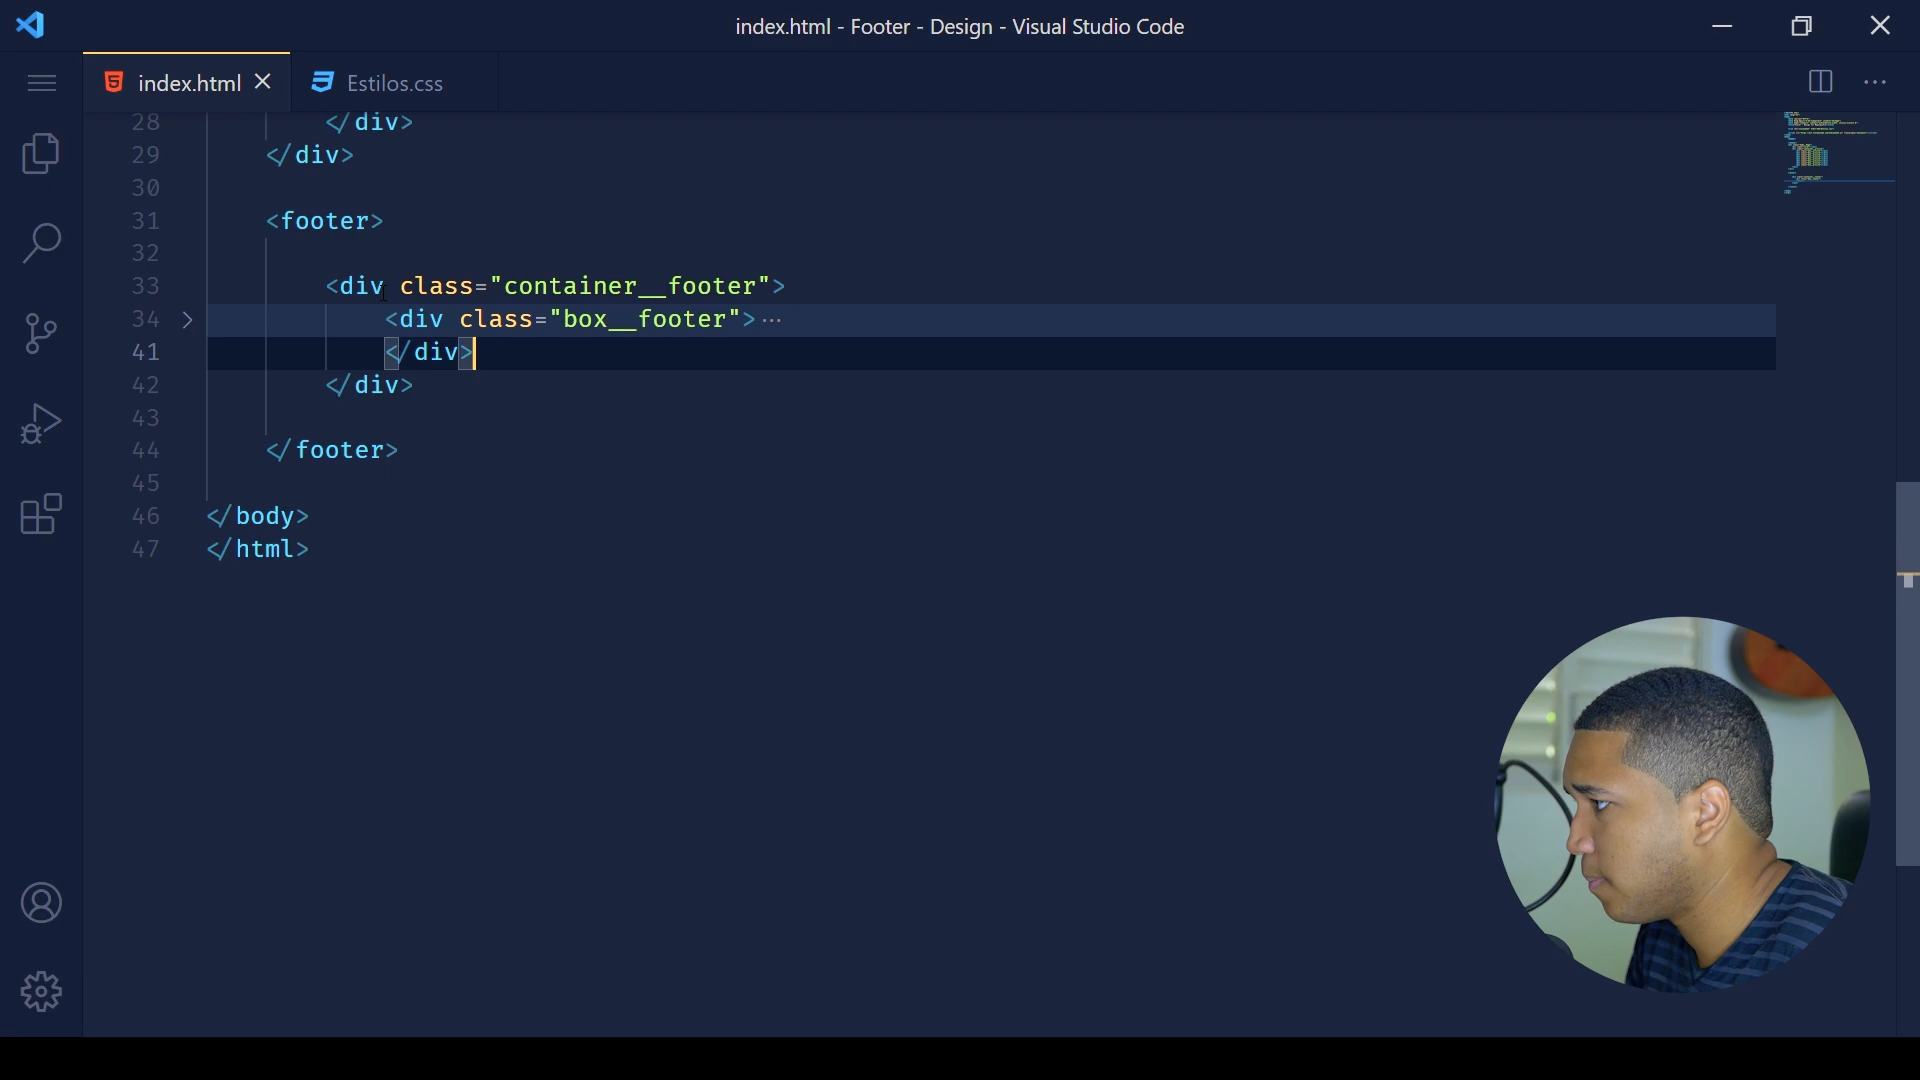 index.html - Footer - Design - Visual Studio Code
index.html
Estilos.css
28 </div>
29 </div>
30
31 <footer>
32
33 <div class="container__footer">
34 <div class="box__footer"> ···
41 </div>
42 </div>
43
44 </footer>
45
46 </body>
47 </html>